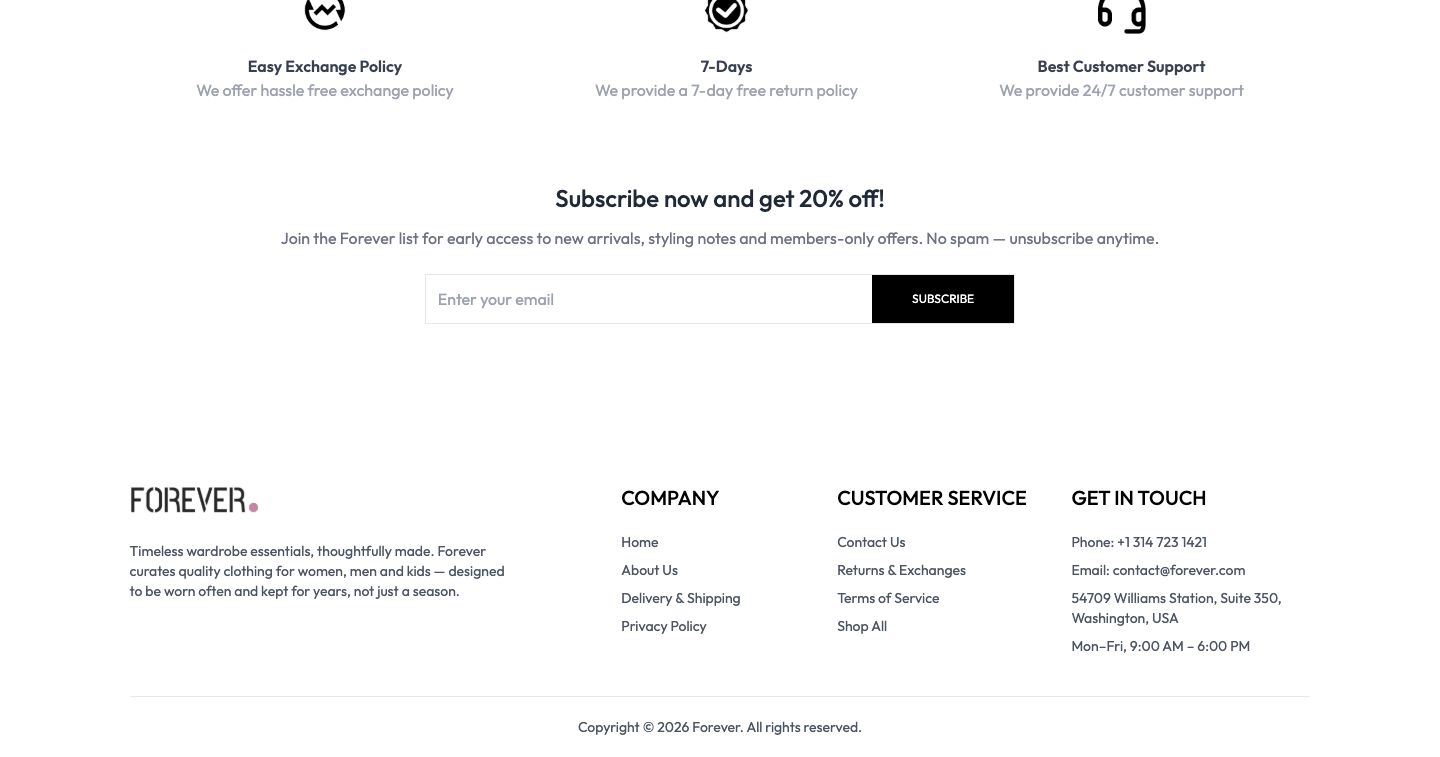 Easy Exchange Policy
We offer hassle free exchange policy
7-Days
We provide a 7-day free return policy
Best Customer Support
We provide 24/7 customer support
Subscribe now and get 20% off!
Join the Forever list for early access to new arrivals, styling notes and members-only offers. No spam — unsubscribe anytime.
Enter your email
SUBSCRIBE
FOREVER.
Timeless wardrobe essentials, thoughtfully made. Forever
curates quality clothing for women, men and kids — designed
to be worn often and kept for years, not just a season.
COMPANY
Home
About Us
Delivery & Shipping
Privacy Policy
CUSTOMER SERVICE
Contact Us
Returns & Exchanges
Terms of Service
Shop All
GET IN TOUCH
Phone: +1 314 723 1421
Email: contact@forever.com
54709 Williams Station, Suite 350,
Washington, USA
Mon–Fri, 9:00 AM – 6:00 PM
Copyright © 2026 Forever. All rights reserved.